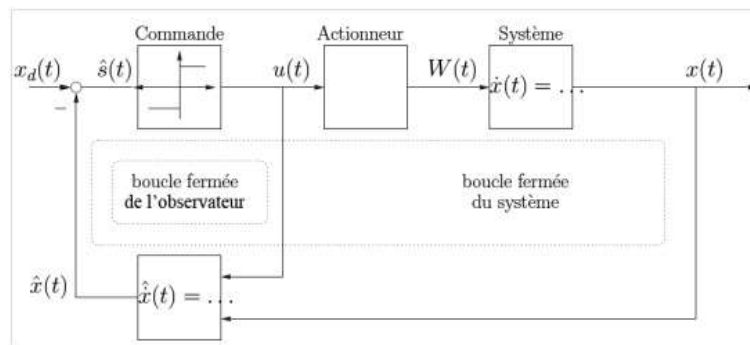 Commande
Actionneur
Système
x_d(t)
ŝ(t)
u(t)
W(t)
ẋ(t) = ...
x(t)
−
boucle fermée
de l'observateur
boucle fermée
du système
x̂(t)
x̂̇(t) = ...